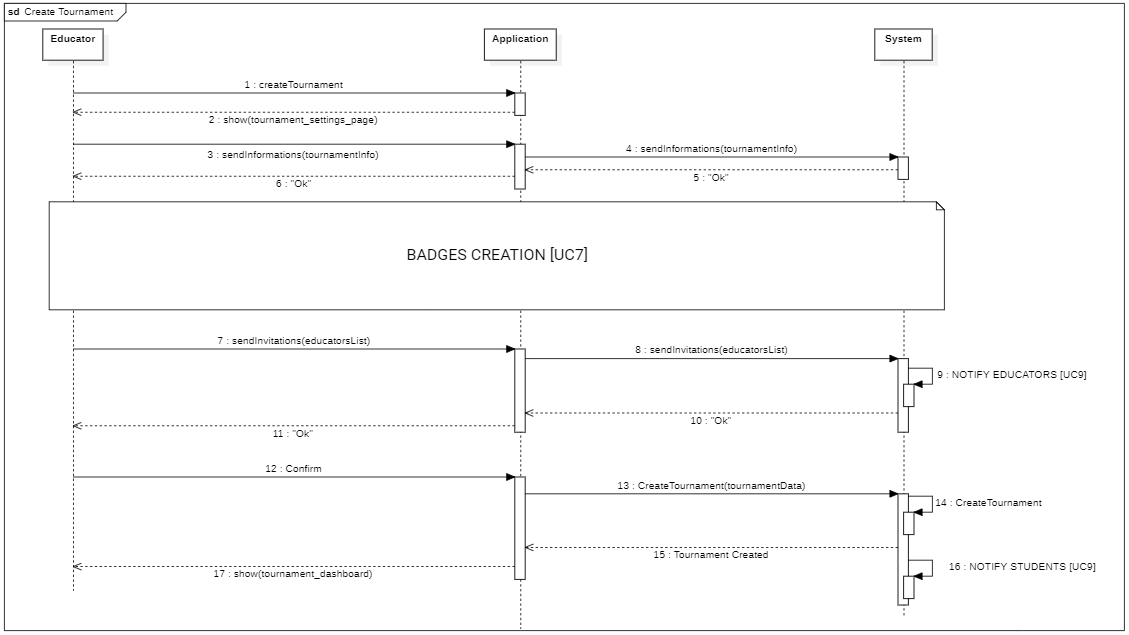 sd Create Tournament
Educator
Application
System
1 : createTournament
2 : show(tournament_settings_page)
3 : sendInformations(tournamentInfo)
4 : sendInformations(tournamentInfo)
5 : "Ok"
6 : "Ok"
BADGES CREATION [UC7]
7 : sendInvitations(educatorsList)
8 : sendInvitations(educatorsList)
9 : NOTIFY EDUCATORS [UC9]
10 : "Ok"
11 : "Ok"
12 : Confirm
13 : CreateTournament(tournamentData)
14 : CreateTournament
15 : Tournament Created
16 : NOTIFY STUDENTS [UC9]
17 : show(tournament_dashboard)